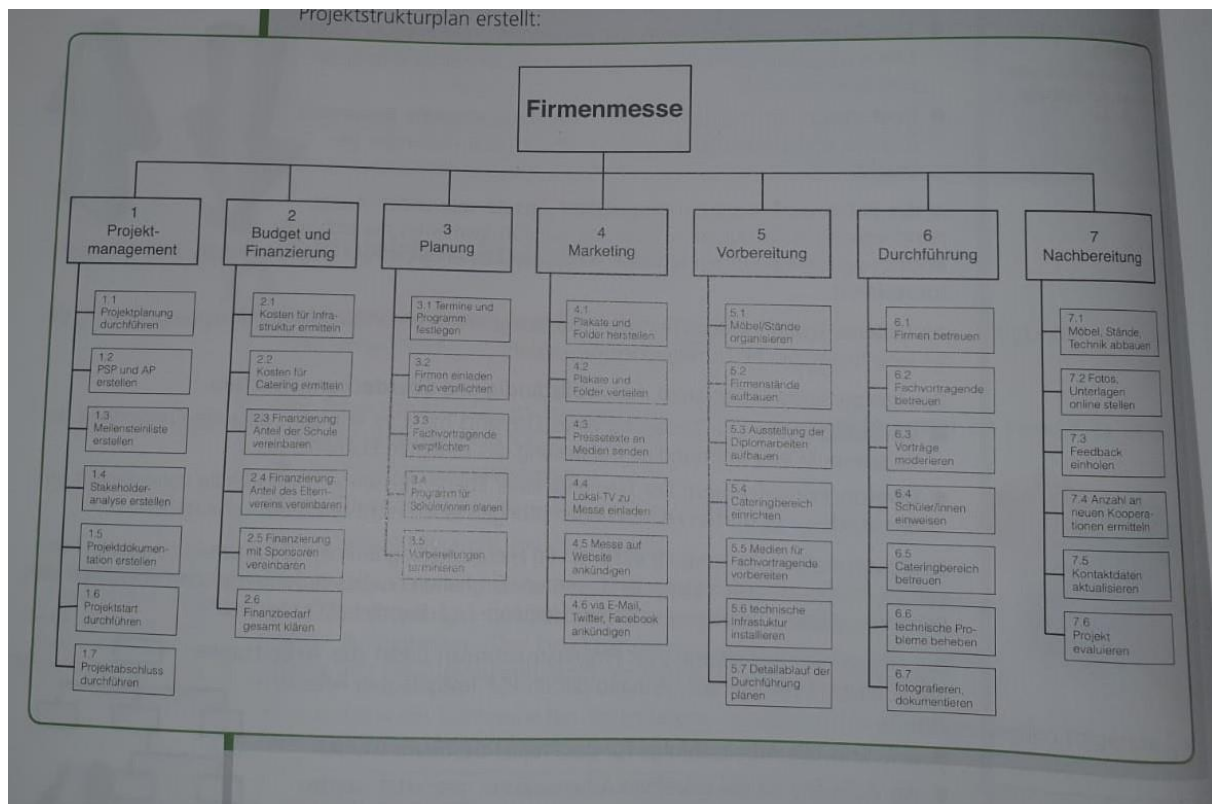 Projektstrukturplan erstellt:
Firmenmesse
1
Projekt-
management
1.1
Projektplanung
durchführen
1.2
PSP und AP
erstellen
1.3
Meilensteinliste
erstellen
1.4
Stakeholder-
analyse erstellen
1.5
Projektdokumen-
tation erstellen
1.6
Projektstart
durchführen
1.7
Projektabschluss
durchführen
2
Budget und
Finanzierung
2.1
Kosten für Infra-
struktur ermitteln
2.2
Kosten für
Catering ermitteln
2.3 Finanzierung:
Anteil der Schule
vereinbaren
2.4 Finanzierung:
Anteil des Eltern-
vereins vereinbaren
2.5 Finanzierung
mit Sponsoren
vereinbaren
2.6
Finanzbedarf
gesamt klären
3
Planung
3.1 Termine und
Programm
festlegen
3.2
Firmen einladen
und verpflichten
3.3
Fachvortragende
verpflichten
3.4
Programm für
Schüler/innen planen
3.5
Vorbereitungen
terminieren
4
Marketing
4.1
Plakate und
Folder herstellen
4.2
Plakate und
Folder verteilen
4.3
Pressetexte an
Medien senden
4.4
Lokal-TV zu
Messe einladen
4.5 Messe auf
Website
ankündigen
4.6 via E-Mail,
Twitter, Facebook
ankündigen
5
Vorbereitung
5.1
Möbel/Stände
organisieren
5.2
Firmenstände
aufbauen
5.3 Ausstellung der
Diplomarbeiten
aufbauen
5.4
Cateringbereich
einrichten
5.5 Medien für
Fachvortragende
vorbereiten
5.6 technische
Infrastuktur
installieren
5.7 Detailablauf der
Durchführung
planen
6
Durchführung
6.1
Firmen betreuen
6.2
Fachvortragende
betreuen
6.3
Vorträge
moderieren
6.4
Schüler/innen
einweisen
6.5
Cateringbereich
betreuen
6.6
technische Pro-
bleme beheben
6.7
fotografieren,
dokumentieren
7
Nachbereitung
7.1
Möbel, Stände,
Technik abbauen
7.2 Fotos,
Unterlagen
online stellen
7.3
Feedback
einholen
7.4 Anzahl an
neuen Koopera-
tionen ermitteln
7.5
Kontaktdaten
aktualisieren
7.6
Projekt
evaluieren